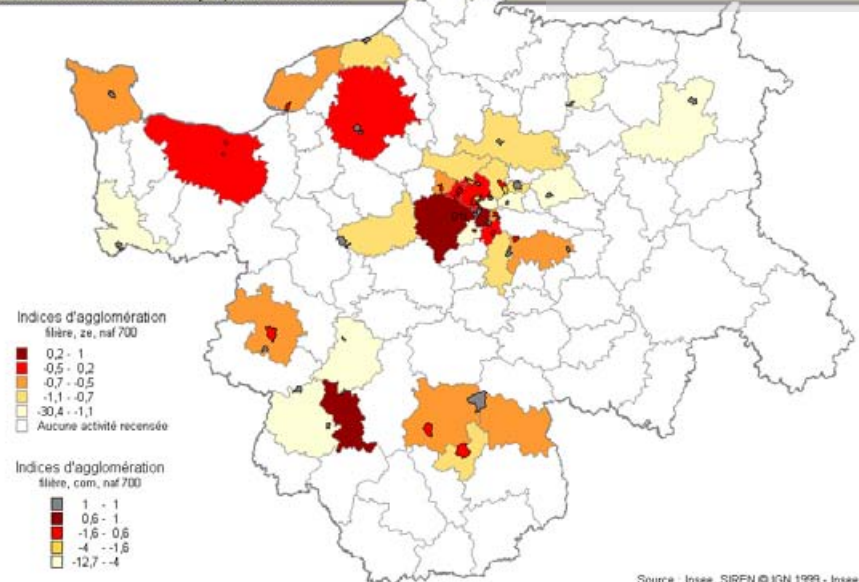 Indices d'agglomération
filière, ze, naf 700
0,2 - 1
-0,5 - 0,2
-0,7 - -0,5
-1,1 - -0,7
-30,4 - -1,1
Aucune activité recensée
Indices d'agglomération
filière, com, naf 700
1 - 1
0,6 - 1
-1,6 - 0,6
-4 - -1,6
-12,7 - -4
Source : Insee, SIREN © IGN 1999 - Insee